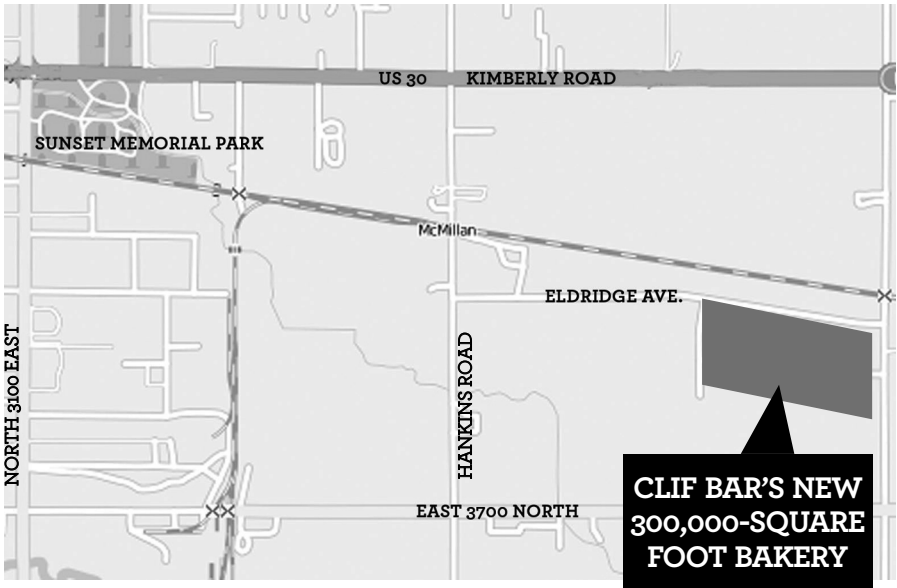 US 30
KIMBERLY ROAD
SUNSET MEMORIAL PARK
McMillan
ELDRIDGE AVE.
NORTH 3100 EAST
HANKINS ROAD
EAST 3700 NORTH
CLIF BAR'S NEW
300,000-SQUARE
FOOT BAKERY